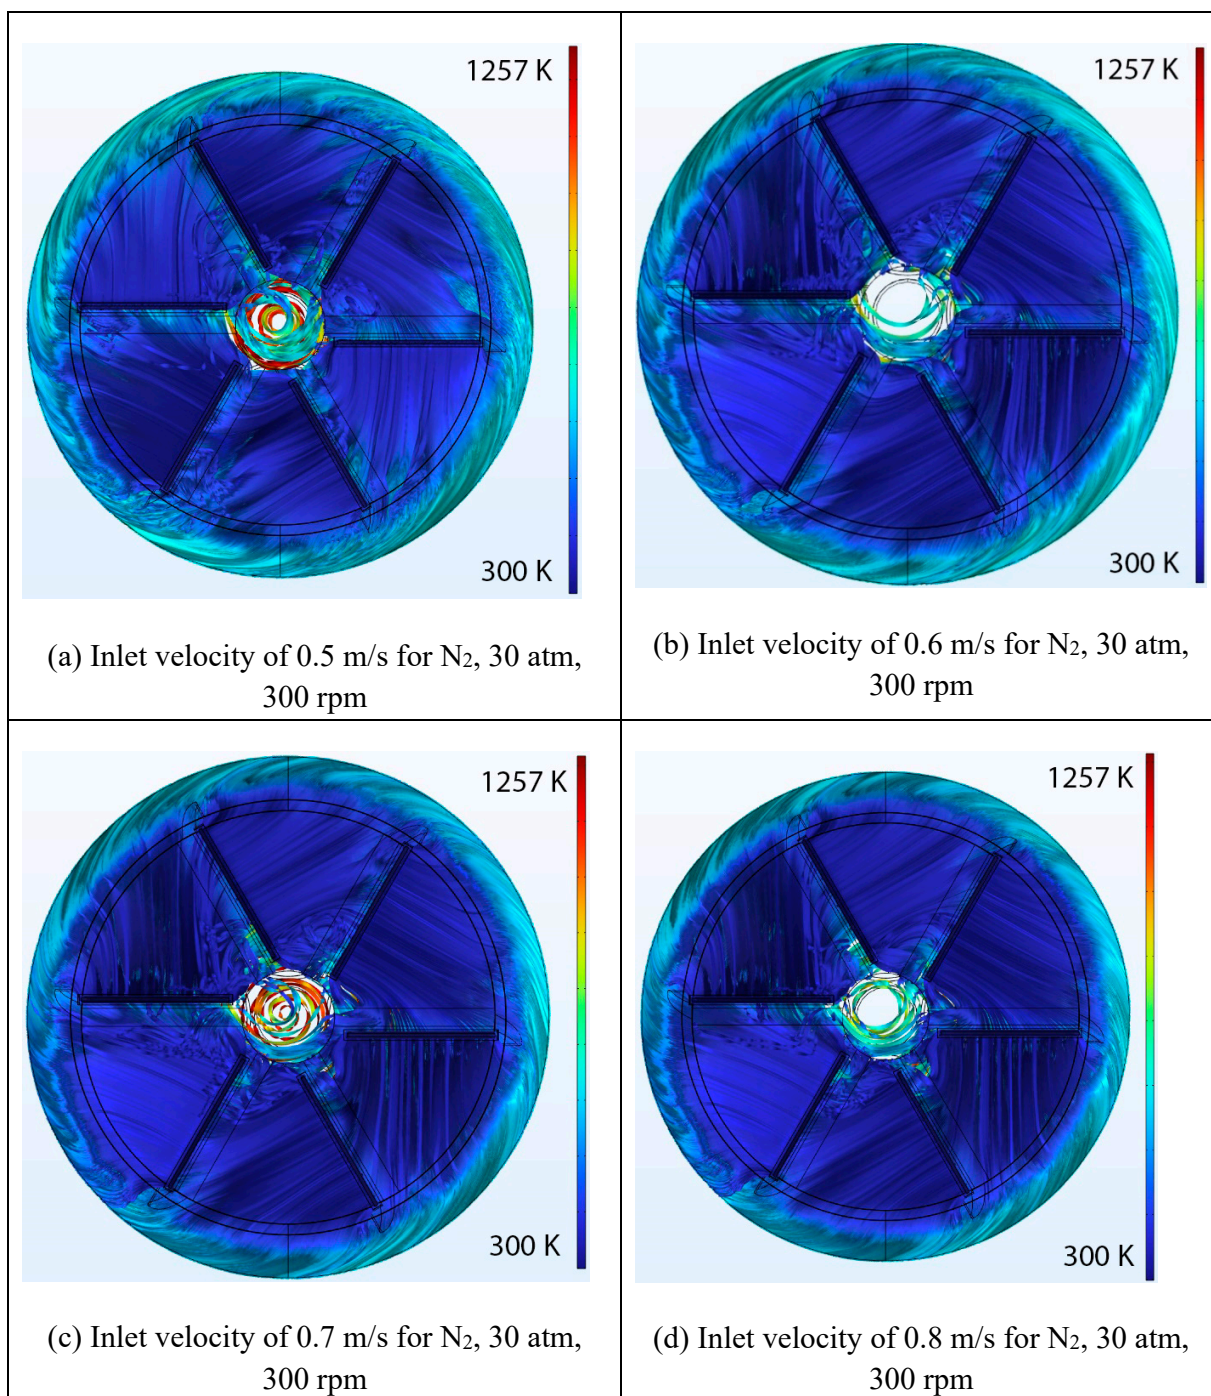 1257 K
300 K
(a) Inlet velocity of 0.5 m/s for N₂, 30 atm,
300 rpm
1257 K
300 K
(b) Inlet velocity of 0.6 m/s for N₂, 30 atm,
300 rpm
1257 K
300 K
(c) Inlet velocity of 0.7 m/s for N₂, 30 atm,
300 rpm
1257 K
300 K
(d) Inlet velocity of 0.8 m/s for N₂, 30 atm,
300 rpm